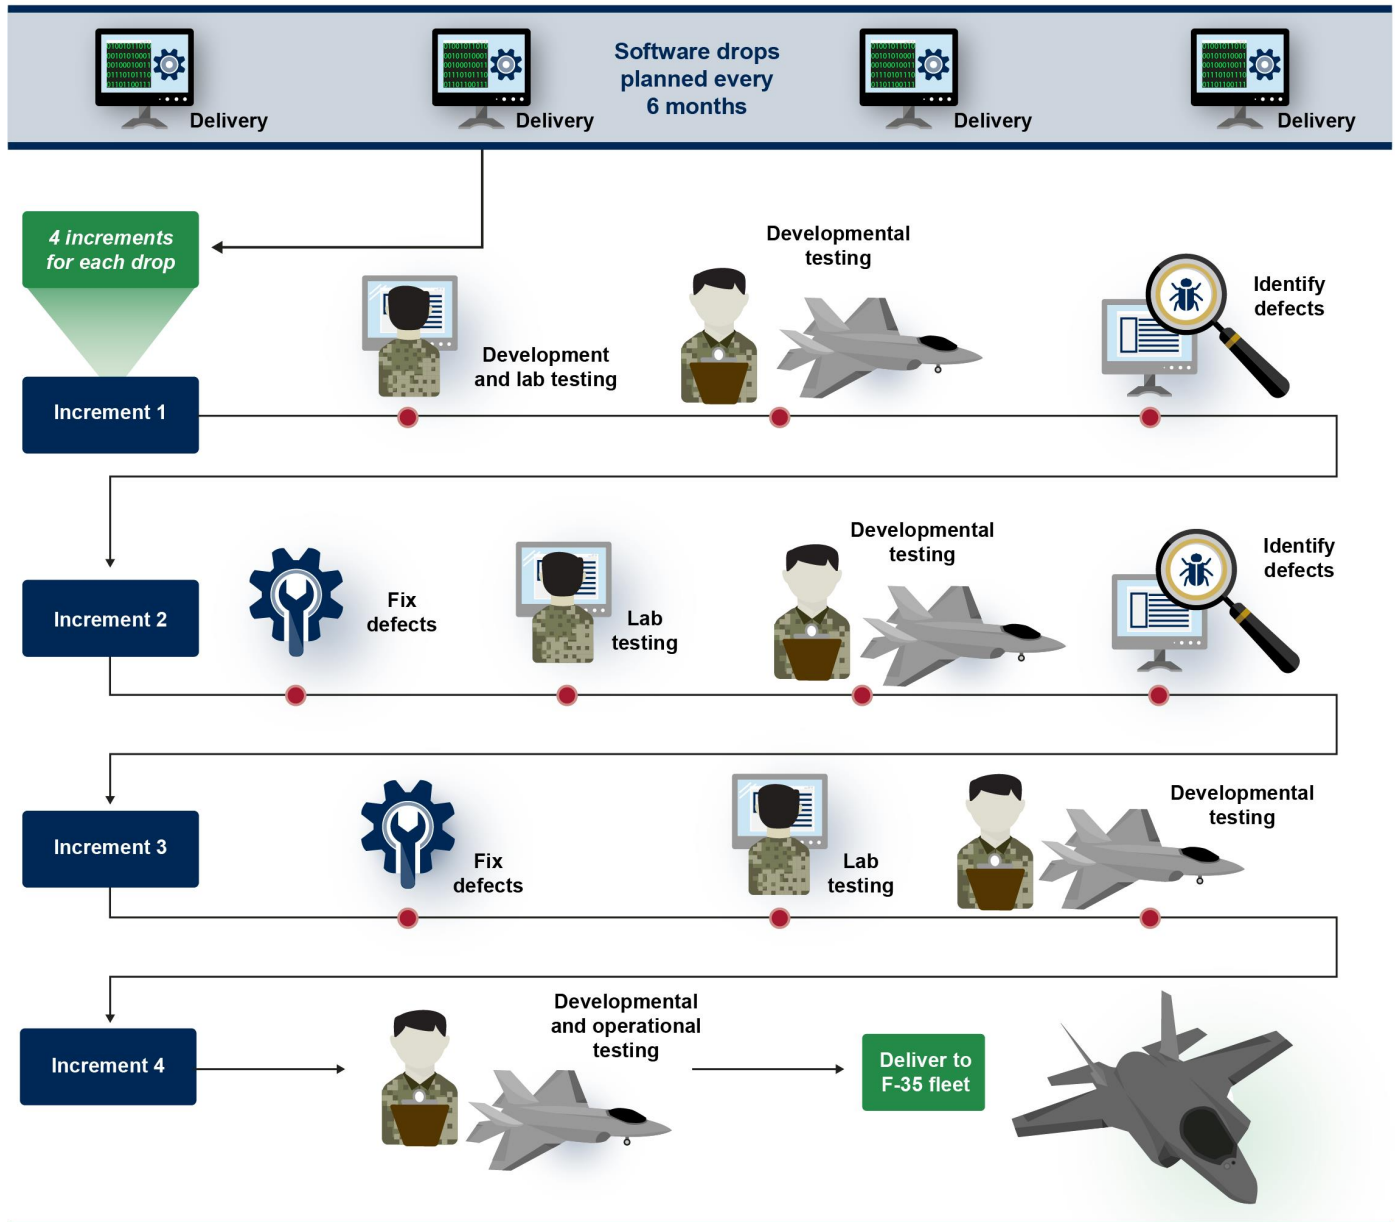 Software drops
planned every
6 months
Delivery
Delivery
Delivery
Delivery
4 increments
for each drop
Increment 1
Development
and lab testing
Developmental
testing
Identify
defects
Increment 2
Fix
defects
Lab
testing
Developmental
testing
Identify
defects
Increment 3
Fix
defects
Lab
testing
Developmental
testing
Increment 4
Developmental
and operational
testing
Deliver to
F-35 fleet